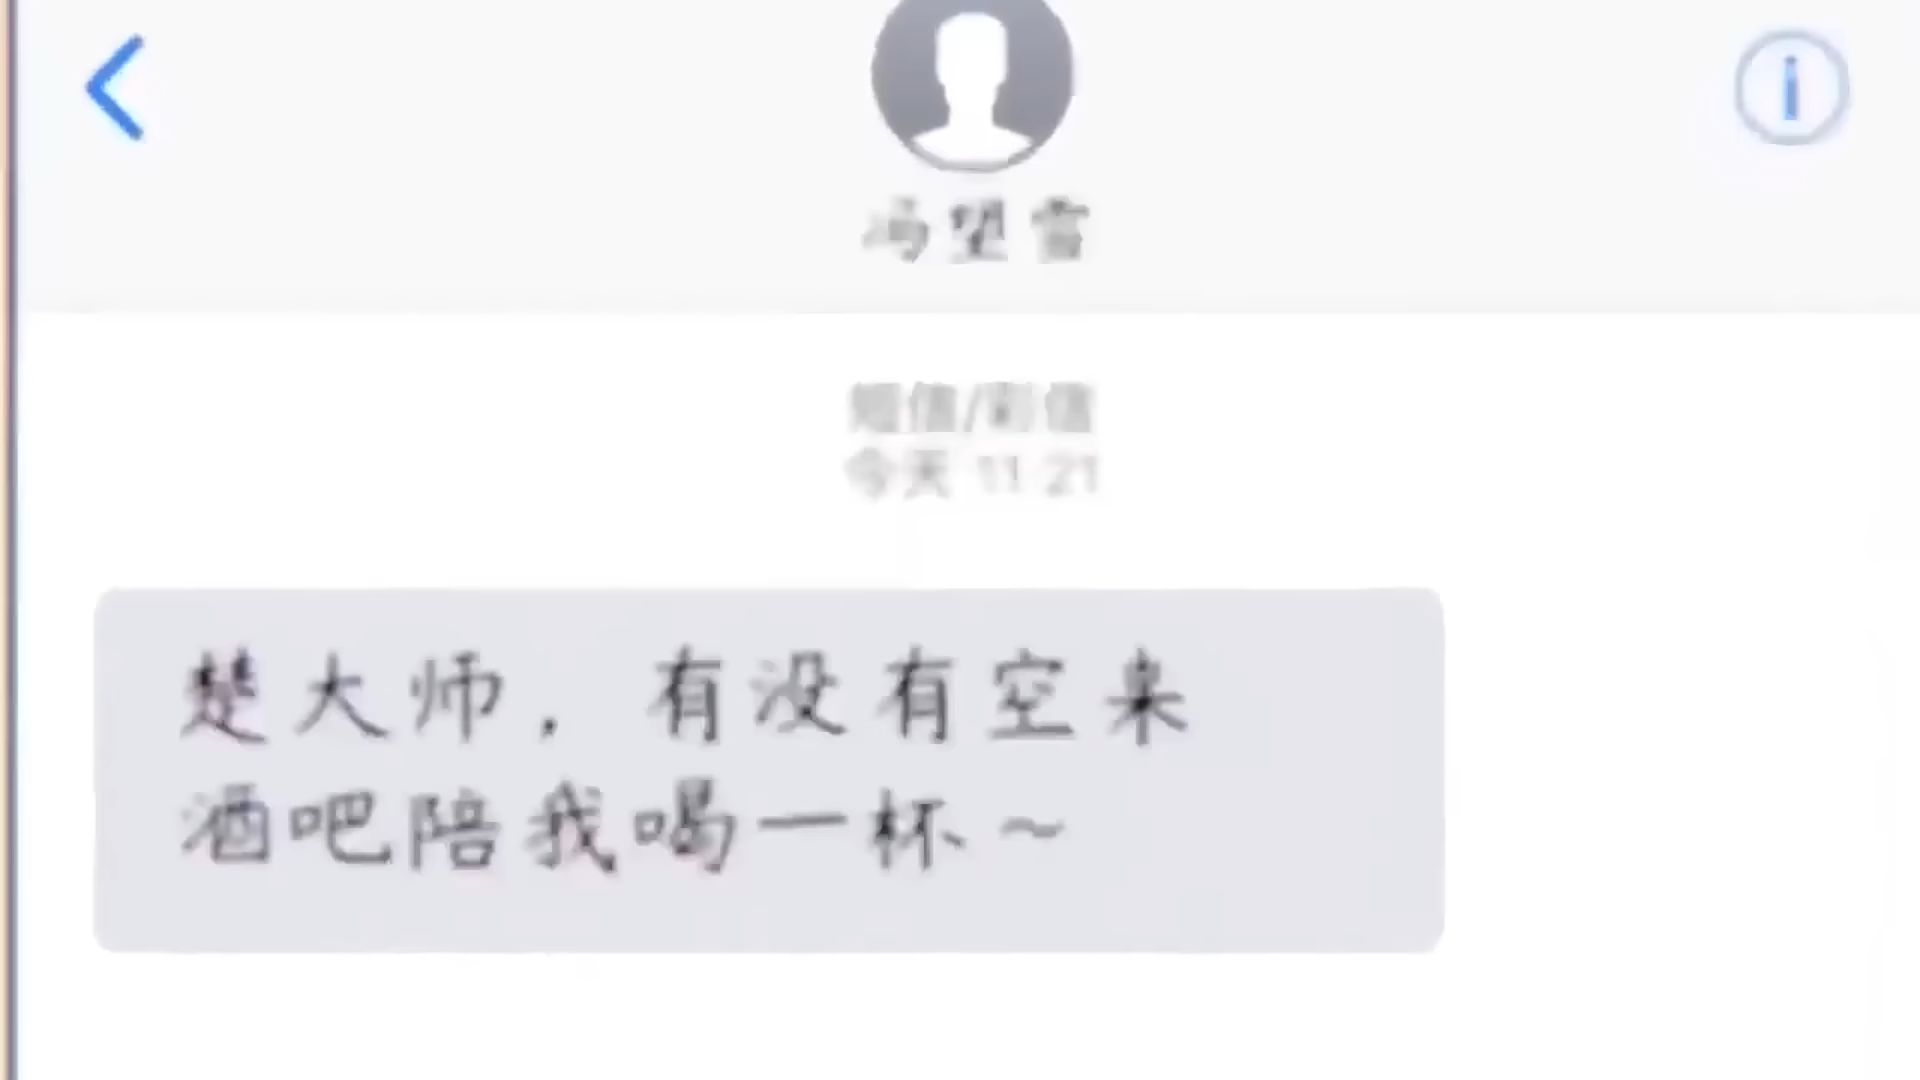 冯望雪
短信/彩信
今天 11:21
楚大师，有没有空来
酒吧陪我喝一杯～